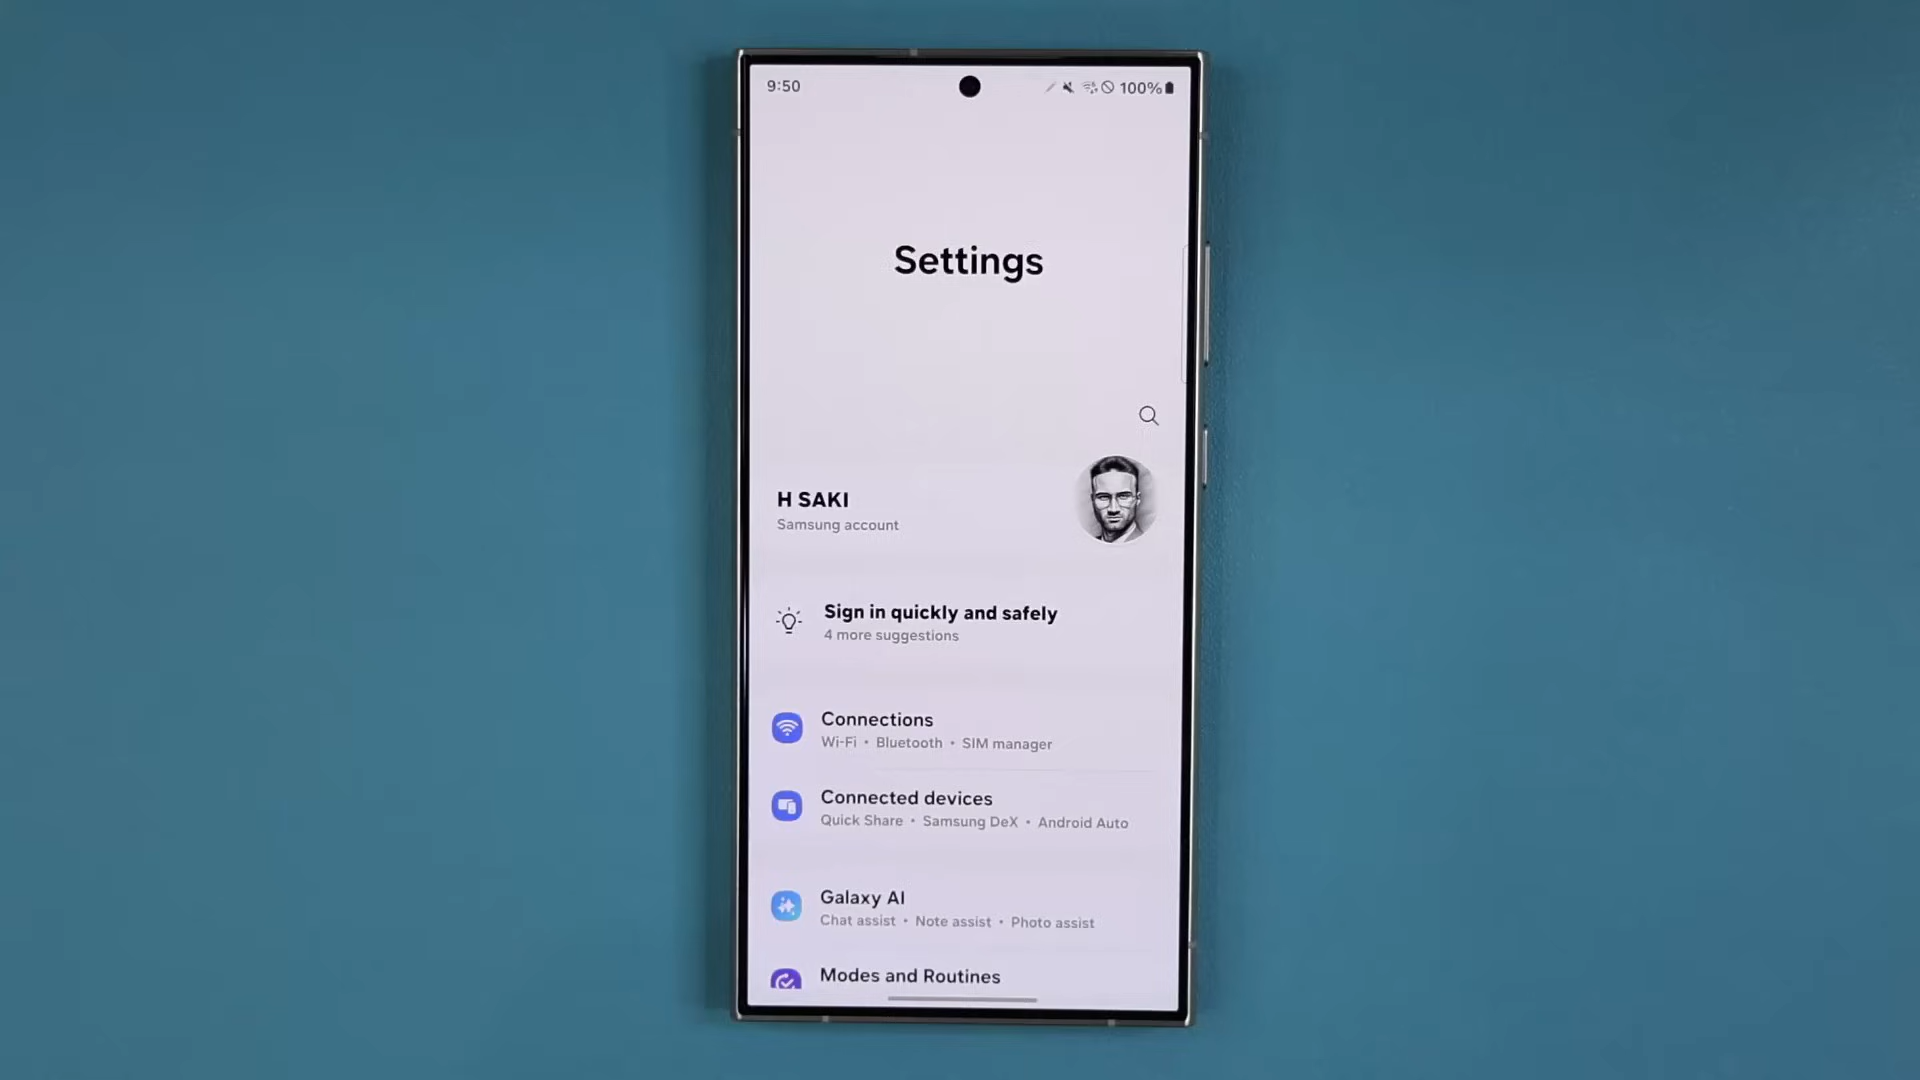 9:50
100%
Settings
H SAKI
Samsung account
Sign in quickly and safely
4 more suggestions
Connections
Wi-Fi • Bluetooth • SIM manager
Connected devices
Quick Share • Samsung DeX • Android Auto
Galaxy AI
Chat assist • Note assist • Photo assist
Modes and Routines